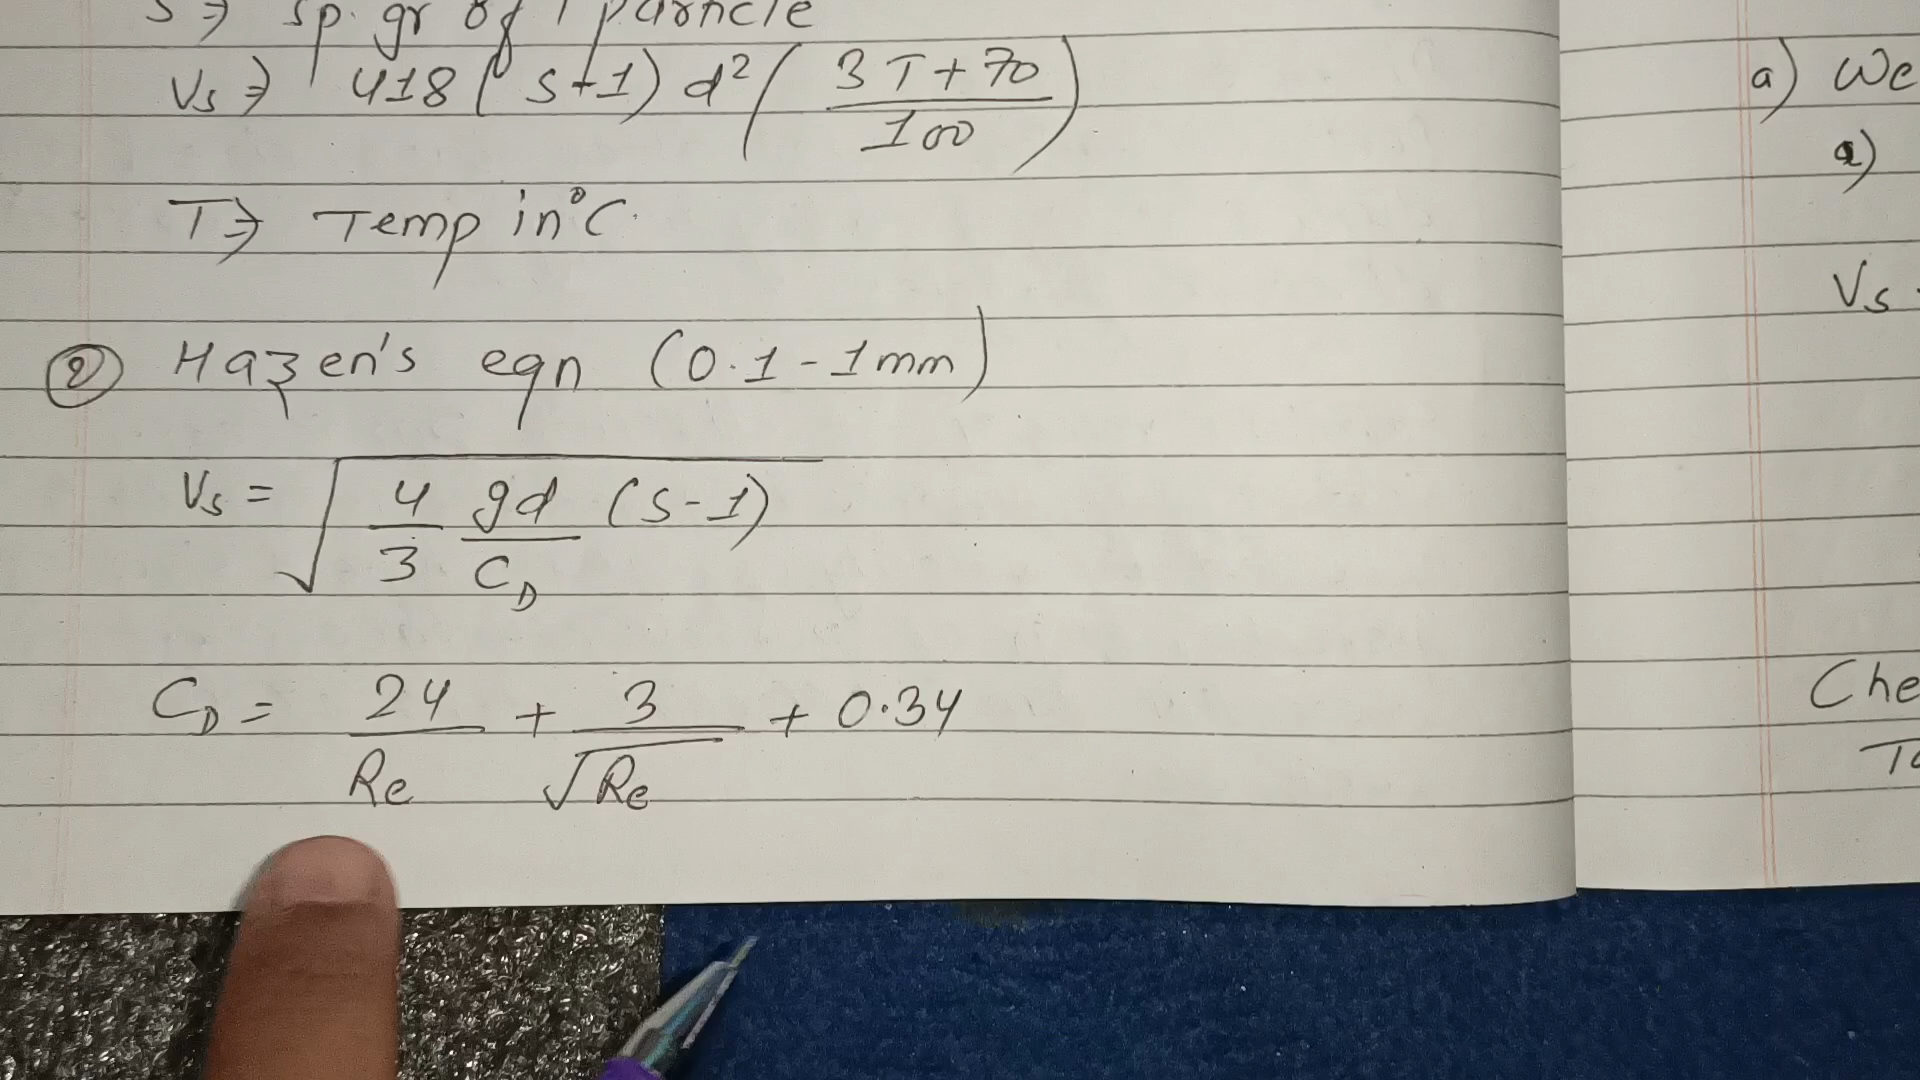 S ⇒ sp. gr of particle
Vs ⇒ 418 (S+1) d² ( 3T+70 / 100 )
T ⇒ Temp in °C.
② Hazen's eqn (0.1 - 1mm)
Vs = √ 4/3 gd/C_D (S-1)
C_D = 24/Re + 3/√Re + 0.34
a) We
a)
Vs
Che